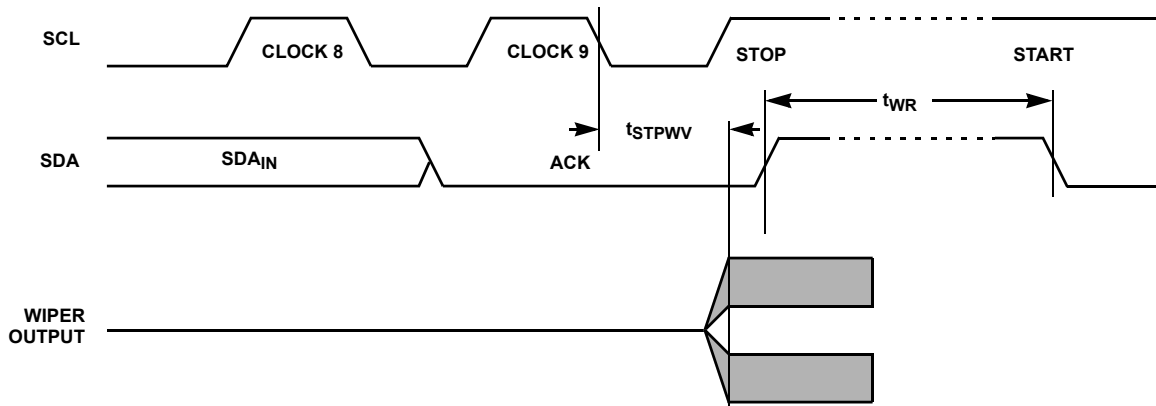 SCL
CLOCK 8
CLOCK 9
STOP
START
tWR
tSTPWV
SDA
SDAIN
ACK
WIPER
OUTPUT